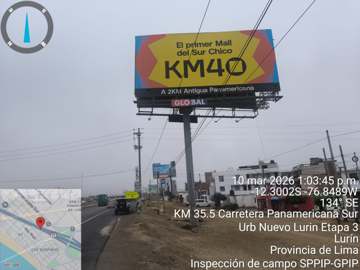 El primer Mall
del Sur Chico
KM40
A 2KM Antigua Panamericana
GLOBAL
10 mar 2026 1:03:45 p.m.
12.3002S -76.8489W
134° SE
KM 35.5 Carretera Panamericana Sur
Urb Nuevo Lurin Etapa 3
Lurín
Provincia de Lima
Inspección de campo SPPIP-GPIP